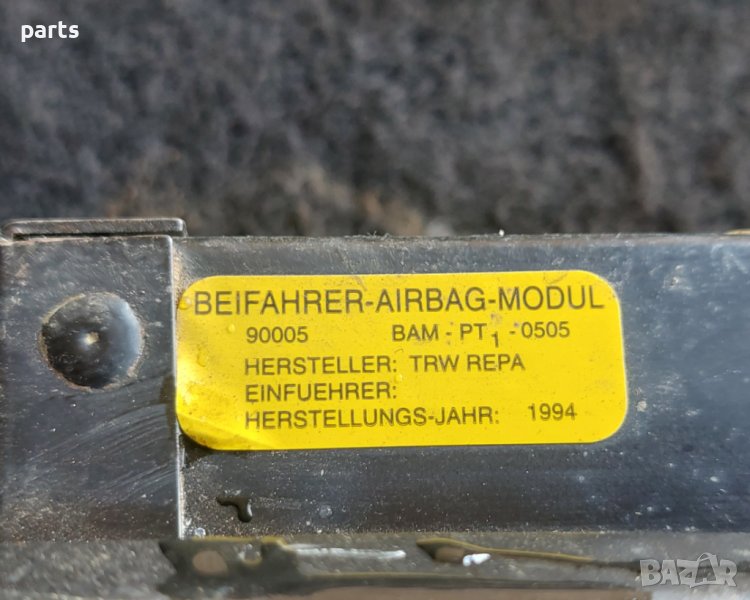 parts
BEIFAHRER-AIRBAG-MODUL
90005 BAM - PT1 - 0505
HERSTELLER: TRW REPA
EINFUEHRER:
HERSTELLUNGS-JAHR: 1994
BAZAR